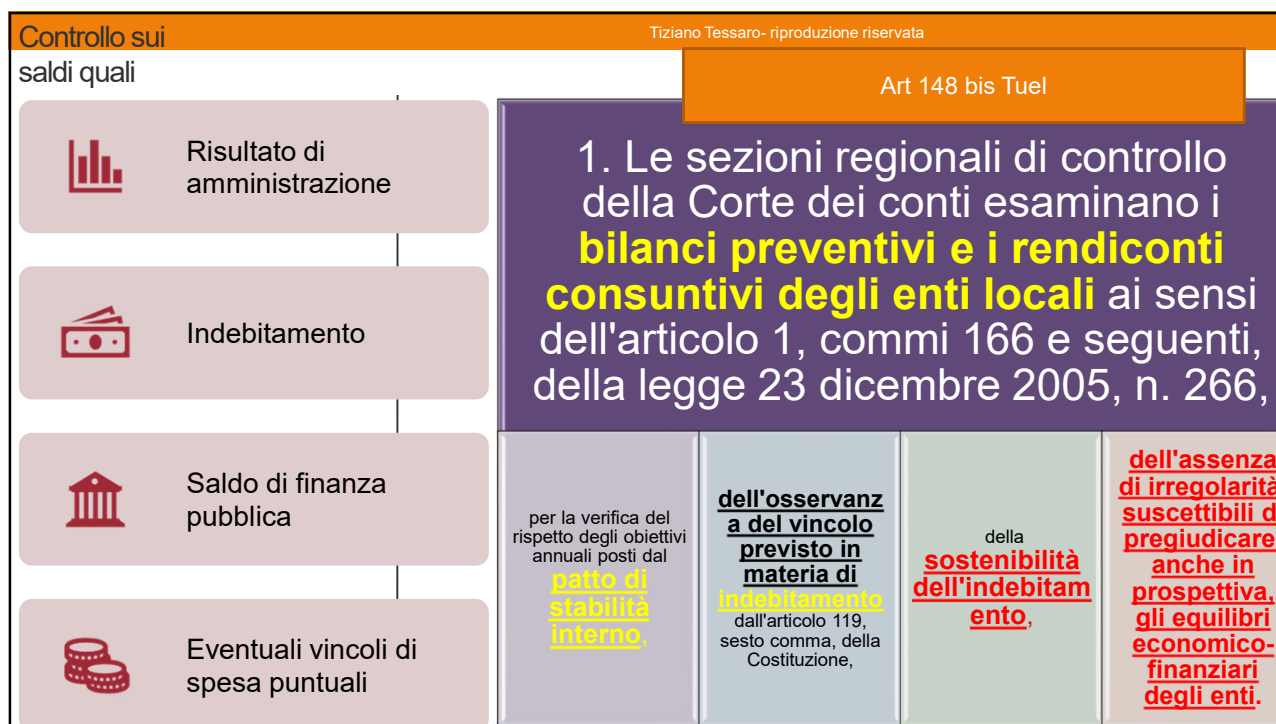 Controllo sui
saldi quali
Tiziano Tessaro- riproduzione riservata
Art 148 bis Tuel
Risultato di
amministrazione
Indebitamento
Saldo di finanza
pubblica
Eventuali vincoli di
spesa puntuali
1. Le sezioni regionali di controllo
della Corte dei conti esaminano i
bilanci preventivi e i rendiconti
consuntivi degli enti locali ai sensi
dell'articolo 1, commi 166 e seguenti,
della legge 23 dicembre 2005, n. 266,
per la verifica del
rispetto degli obiettivi
annuali posti dal
patto di
stabilità
interno,
dell'osservanz
a del vincolo
previsto in
materia di
indebitamento
dall'articolo 119,
sesto comma, della
Costituzione,
della
sostenibilità
dell'indebitam
ento,
dell'assenza
di irregolarità,
suscettibili di
pregiudicare,
anche in
prospettiva,
gli equilibri
economico-
finanziari
degli enti.